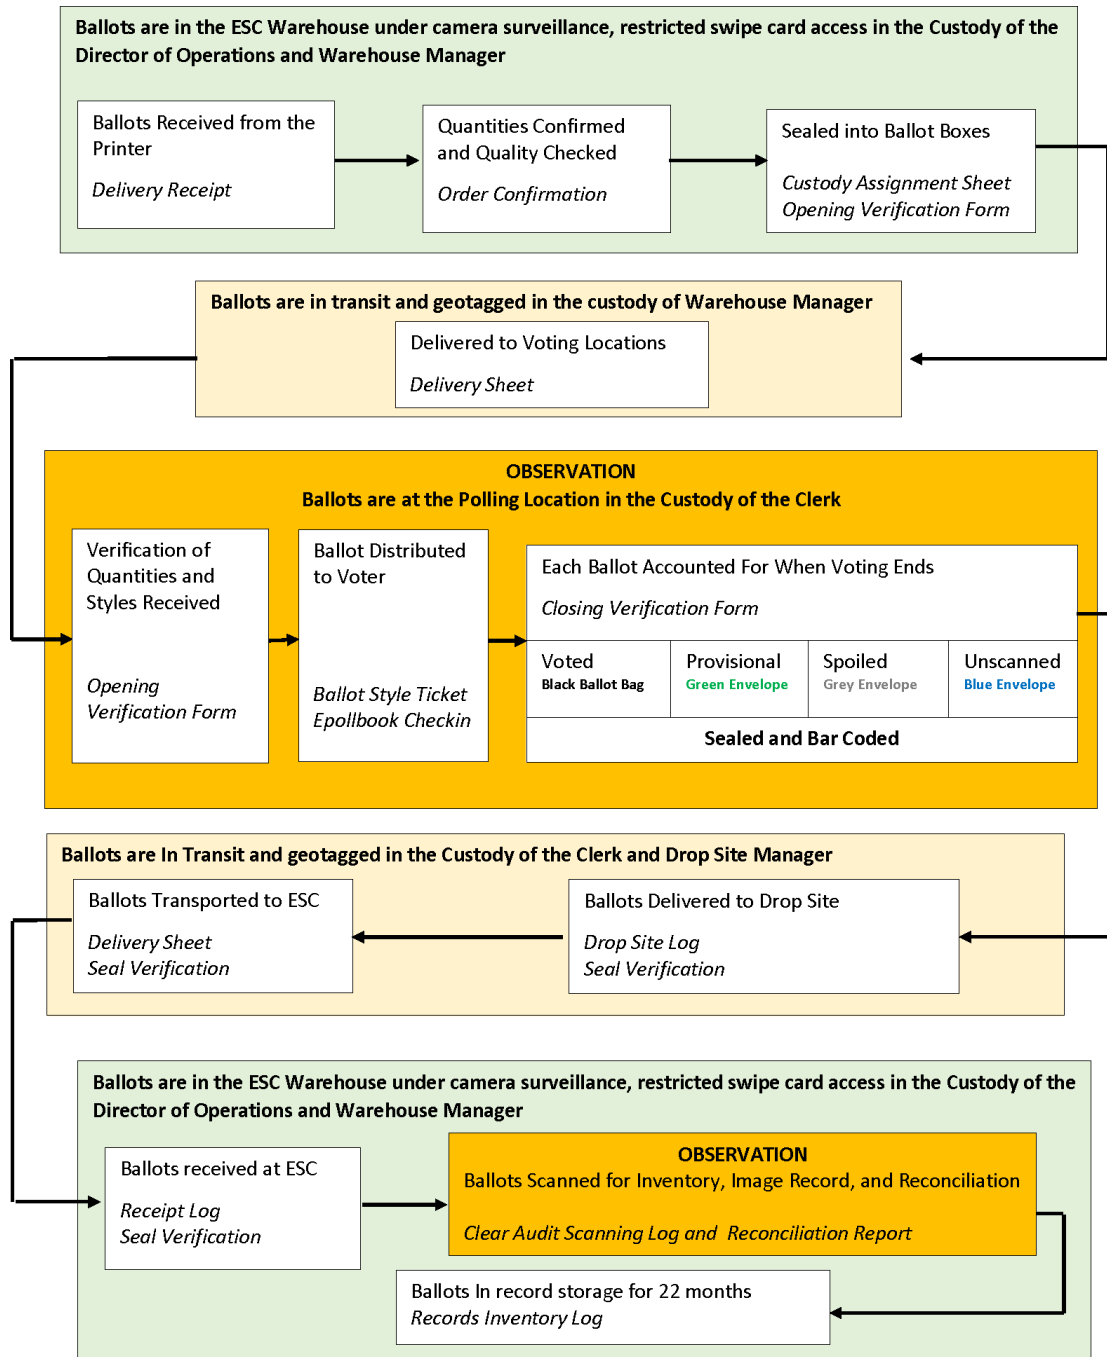 Ballots are in the ESC Warehouse under camera surveillance, restricted swipe card access in the Custody of the
Director of Operations and Warehouse Manager
Ballots Received from the
Printer
Delivery Receipt
Quantities Confirmed
and Quality Checked
Order Confirmation
Sealed into Ballot Boxes
Custody Assignment Sheet
Opening Verification Form
Ballots are in transit and geotagged in the custody of Warehouse Manager
Delivered to Voting Locations
Delivery Sheet
OBSERVATION
Ballots are at the Polling Location in the Custody of the Clerk
Verification of
Quantities and
Styles Received
Opening
Verification Form
Ballot Distributed
to Voter
Ballot Style Ticket
Epollbook Checkin
Each Ballot Accounted For When Voting Ends
Closing Verification Form
Voted
Black Ballot Bag
Provisional
Green Envelope
Spoiled
Grey Envelope
Unscanned
Blue Envelope
Sealed and Bar Coded
Ballots are In Transit and geotagged in the Custody of the Clerk and Drop Site Manager
Ballots Transported to ESC
Delivery Sheet
Seal Verification
Ballots Delivered to Drop Site
Drop Site Log
Seal Verification
Ballots are in the ESC Warehouse under camera surveillance, restricted swipe card access in the Custody of the
Director of Operations and Warehouse Manager
Ballots received at ESC
Receipt Log
Seal Verification
OBSERVATION
Ballots Scanned for Inventory, Image Record, and Reconciliation
Clear Audit Scanning Log and Reconciliation Report
Ballots In record storage for 22 months
Records Inventory Log